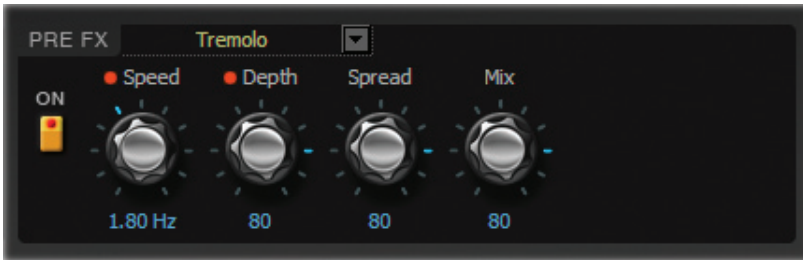 PRE FX Tremolo
ON Speed Depth Spread Mix
1.80 Hz 80 80 80